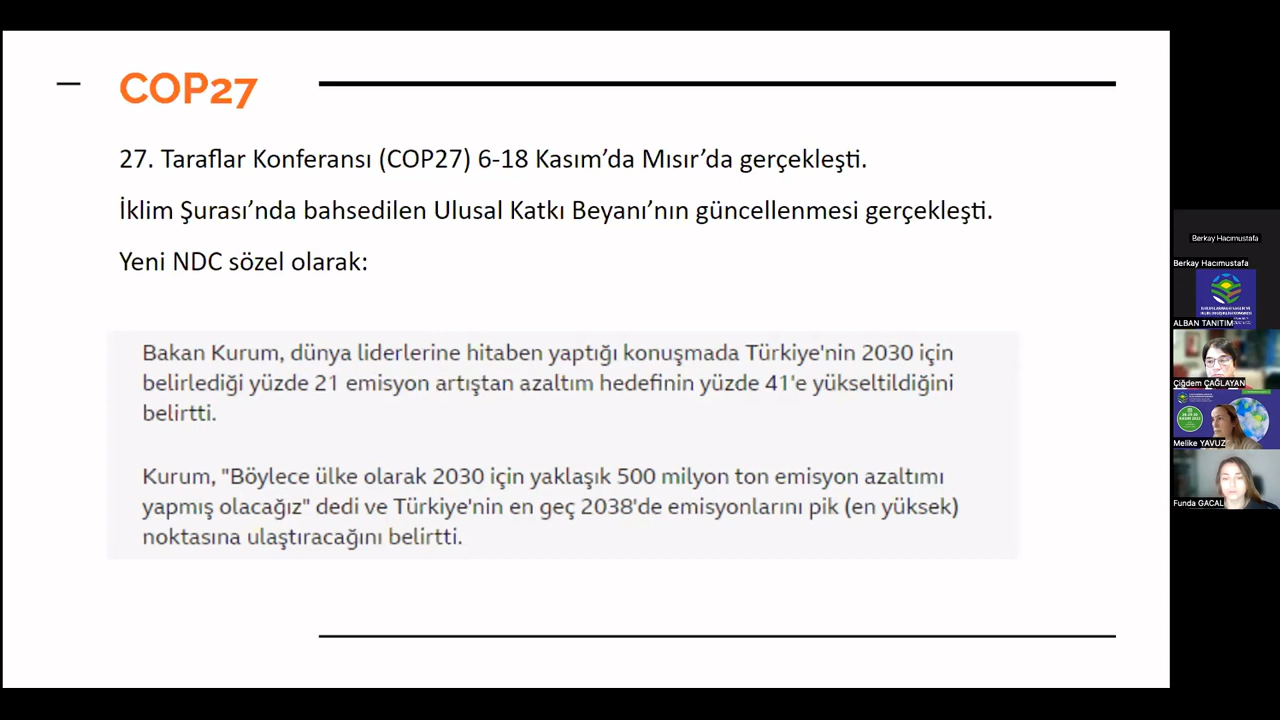 COP27
27. Taraflar Konferansı (COP27) 6-18 Kasım’da Mısır’da gerçekleşti.
İklim Şurası’nda bahsedilen Ulusal Katkı Beyanı’nın güncellenmesi gerçekleşti.
Yeni NDC sözel olarak:
Bakan Kurum, dünya liderlerine hitaben yaptığı konuşmada Türkiye'nin 2030 için
belirlediği yüzde 21 emisyon artıştan azaltım hedefinin yüzde 41'e yükseltildiğini
belirtti.
Kurum, "Böylece ülke olarak 2030 için yaklaşık 500 milyon ton emisyon azaltımı
yapmış olacağız" dedi ve Türkiye'nin en geç 2038'de emisyonlarını pik (en yüksek)
noktasına ulaştıracağını belirtti.
Berkay Hacımustafa
Berkay Hacımustafa
ALBAN TANITIM
Çiğdem ÇAĞLAYAN
Melike YAVUZ
Funda GACAL